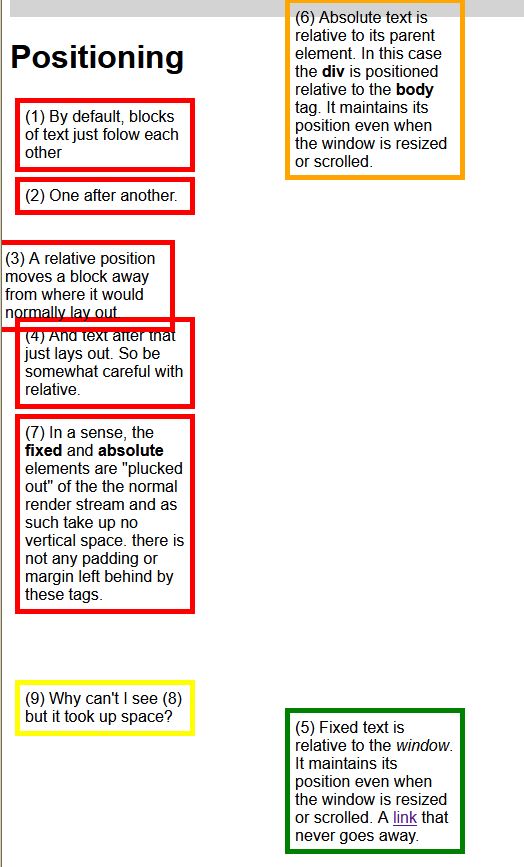 Positioning
(1) By default, blocks
of text just folow each
other
(2) One after another.
(3) A relative position
moves a block away
from where it would
normally lay out.
(4) And text after that
just lays out. So be
somewhat careful with
relative.
(7) In a sense, the
fixed and absolute
elements are "plucked
out" of the the normal
render stream and as
such take up no
vertical space. there is
not any padding or
margin left behind by
these tags.
(9) Why can't I see (8)
but it took up space?
(6) Absolute text is
relative to its parent
element. In this case
the div is positioned
relative to the body
tag. It maintains its
position even when
the window is resized
or scrolled.
(5) Fixed text is
relative to the window.
It maintains its
position even when
the window is resized
or scrolled. A link that
never goes away.